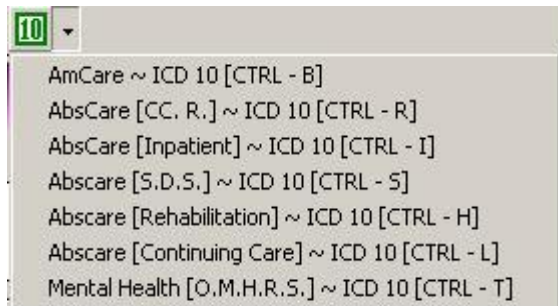 10
AmCare ~ ICD 10 [CTRL - B]
AbsCare [CC. R.] ~ ICD 10 [CTRL - R]
AbsCare [Inpatient] ~ ICD 10 [CTRL - I]
Abscare [S.D.S.] ~ ICD 10 [CTRL - S]
Abscare [Rehabilitation] ~ ICD 10 [CTRL - H]
Abscare [Continuing Care] ~ ICD 10 [CTRL - L]
Mental Health [O.M.H.R.S.] ~ ICD 10 [CTRL - T]